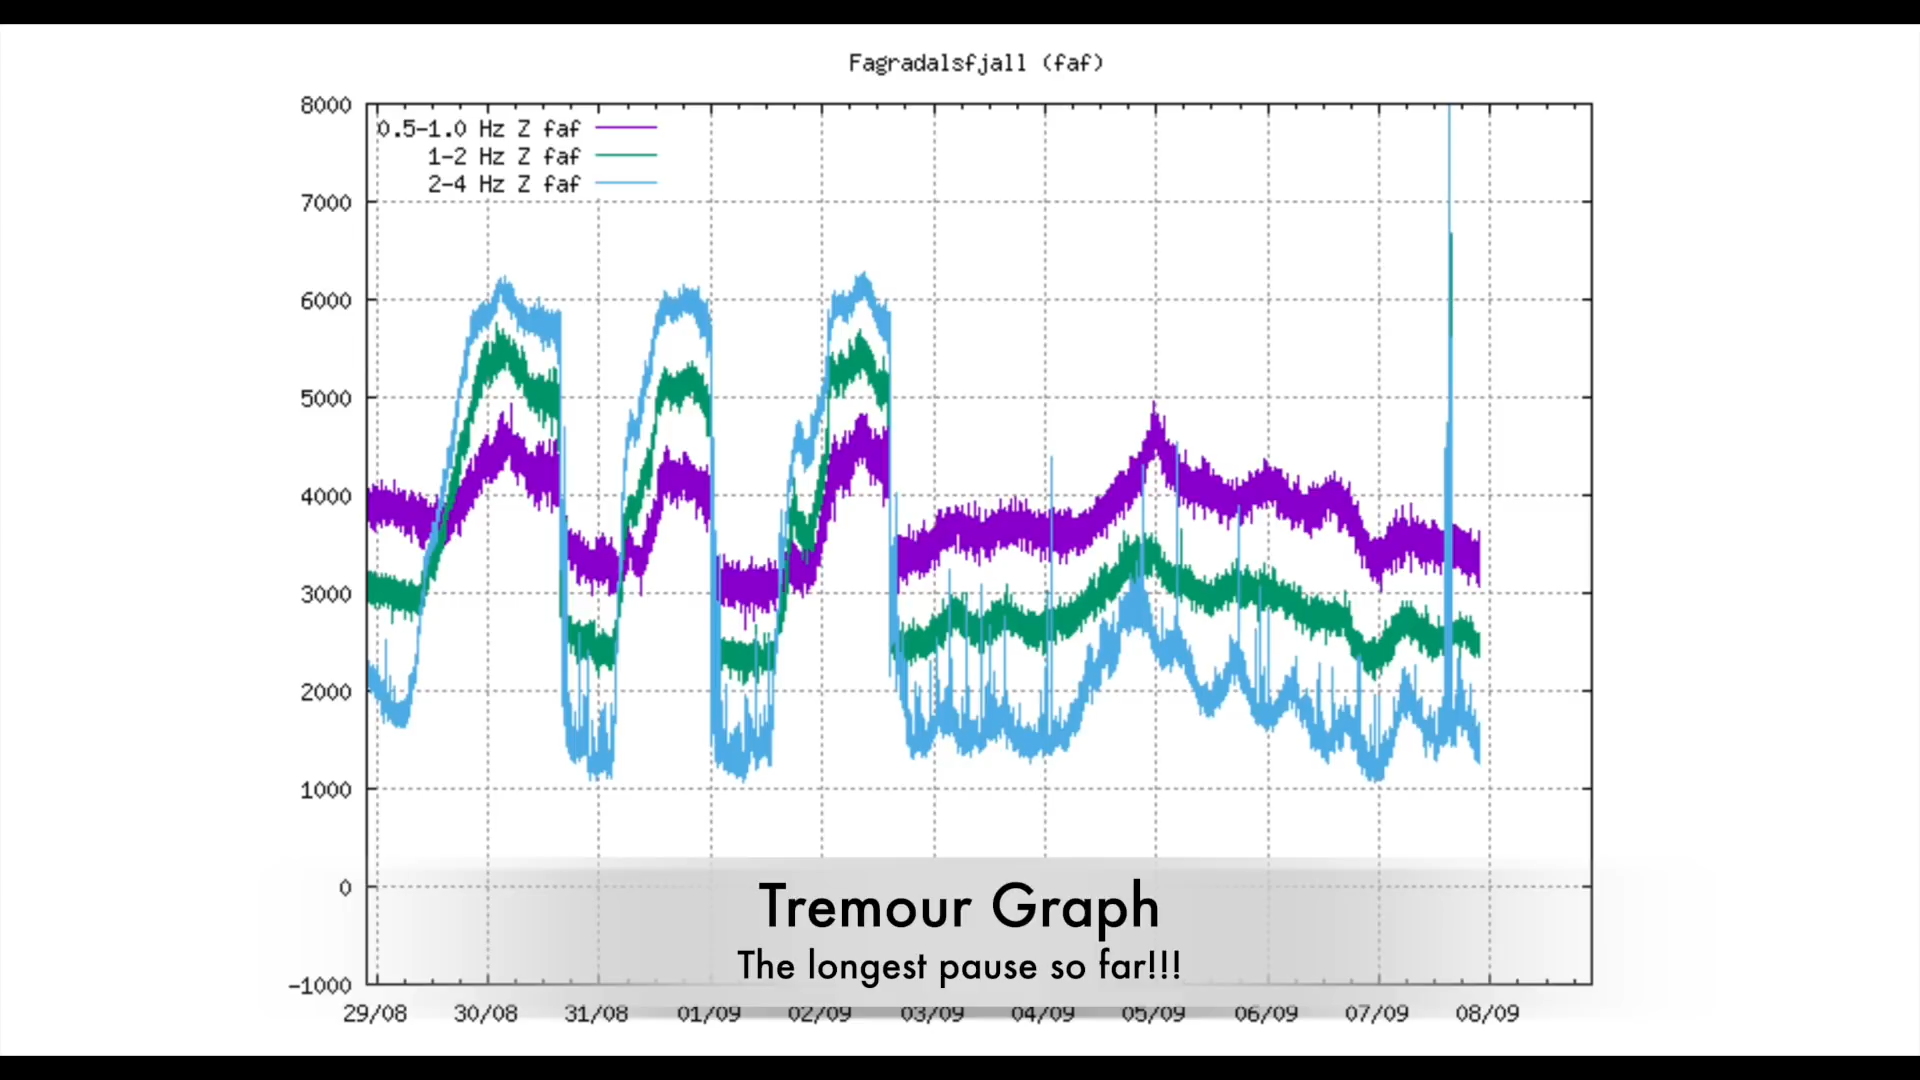 Fagradalsfjall (faf)
8000
0.5-1.0 Hz Z faf
1-2 Hz Z faf
2-4 Hz Z faf
7000
6000
5000
4000
3000
2000
1000
0
-1000
Tremour Graph
The longest pause so far!!!
29/08 30/08 31/08 01/09 02/09 03/09 04/09 05/09 06/09 07/09 08/09